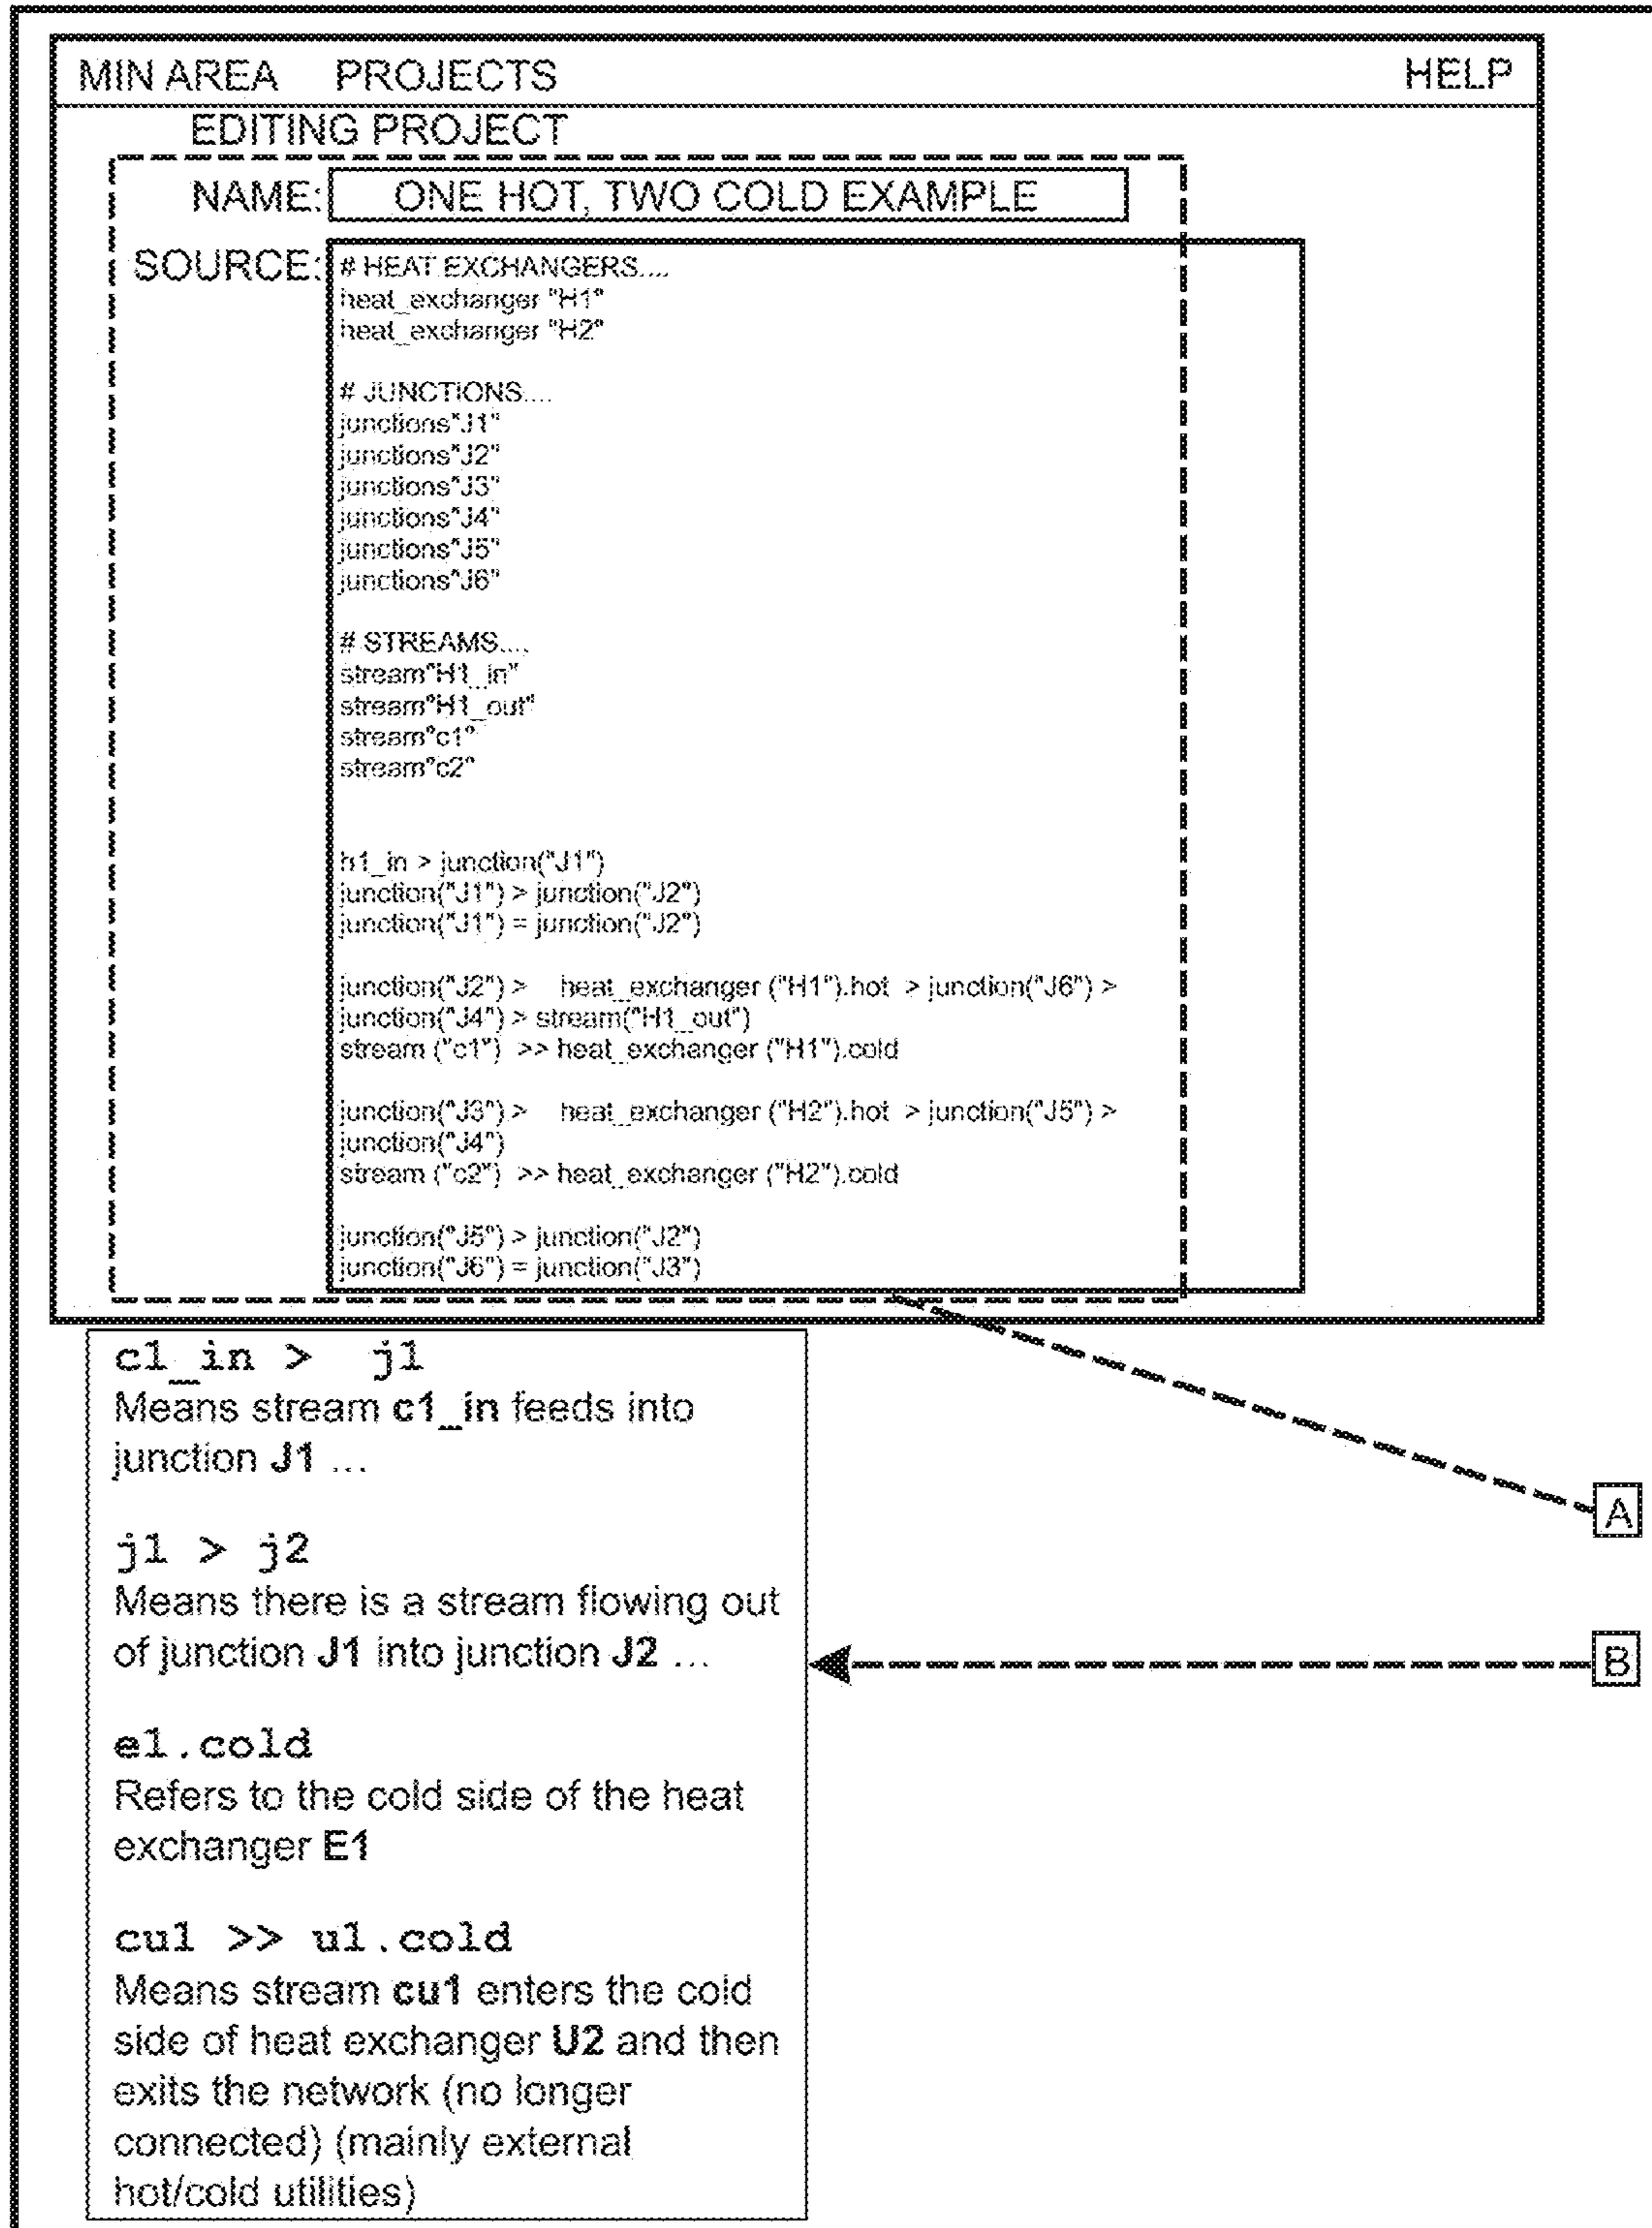 MIN AREA PROJECTS HELP
EDITING PROJECT
NAME: ONE HOT, TWO COLD EXAMPLE
SOURCE:
# HEAT EXCHANGERS....
heat_exchanger "H1"
heat_exchanger "H2"
# JUNCTIONS....
junctions"J1"
junctions"J2"
junctions"J3"
junctions"J4"
junctions"J5"
junctions"J6"
# STREAMS....
stream"H1_in"
stream"H1_out"
stream"c1"
stream"c2"
h1_in > junction("J1")
junction("J1") > junction("J2")
junction("J1") = junction("J2")
junction("J2") > heat_exchanger ("H1").hot > junction("J6") >
junction("J4") > stream("H1_out")
stream ("c1") >> heat_exchanger ("H1").cold
junction("J3") > heat_exchanger ("H2").hot > junction("J5") >
junction("J4")
stream ("c2") >> heat_exchanger ("H2").cold
junction("J5") > junction("J2")
junction("J6") = junction("J3")
c1_in > j1
Means stream c1_in feeds into
junction J1 ...
j1 > j2
Means there is a stream flowing out
of junction J1 into junction J2 ...
e1.cold
Refers to the cold side of the heat
exchanger E1
cu1 >> u1.cold
Means stream cu1 enters the cold
side of heat exchanger U2 and then
exits the network (no longer
connected) (mainly external
hot/cold utilities)
A
B